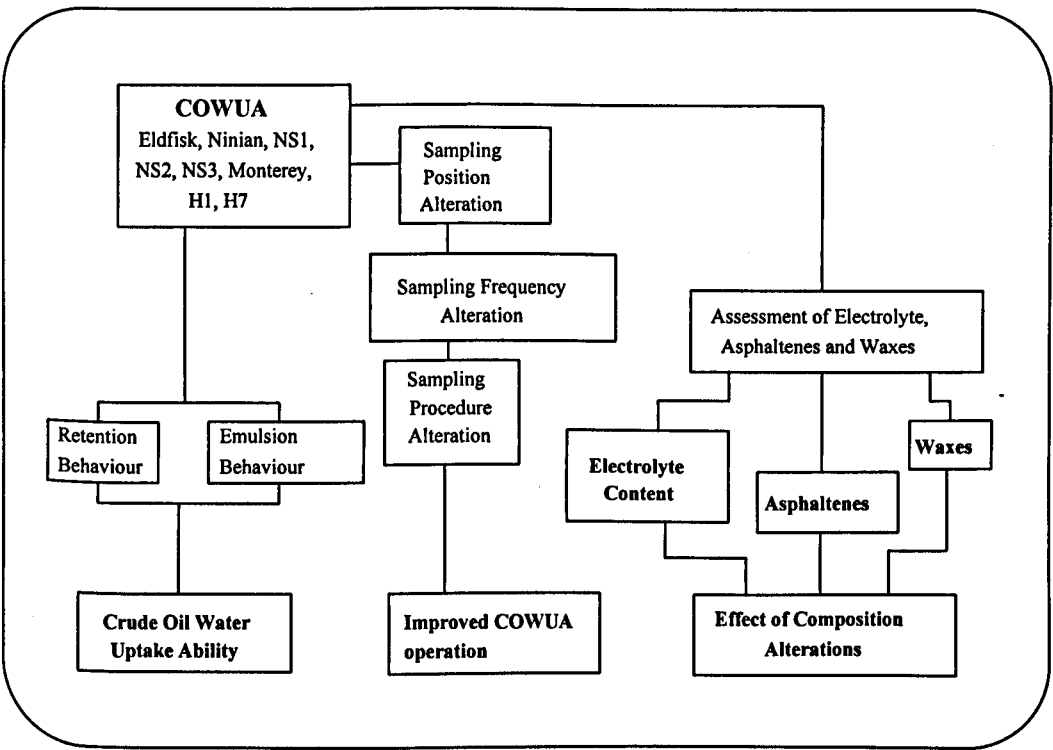 COWUA
Eldfisk, Ninian, NS1,
NS2, NS3, Monterey,
H1, H7
Sampling
Position
Alteration
Sampling Frequency
Alteration
Sampling
Procedure
Alteration
Assessment of Electrolyte,
Asphaltenes and Waxes
Retention
Behaviour
Emulsion
Behaviour
Electrolyte
Content
Asphaltenes
Waxes
Crude Oil Water
Uptake Ability
Improved COWUA
operation
Effect of Composition
Alterations